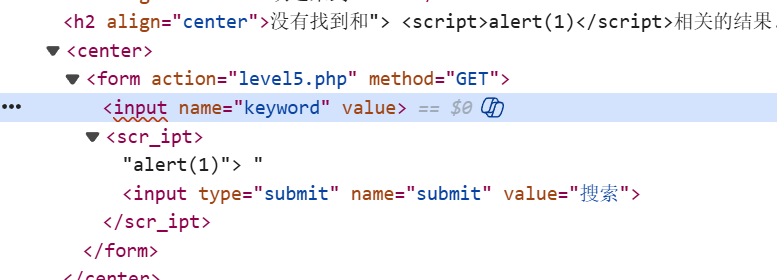 <h2 align="center">没有找到和"> <script>alert(1)</script>相关的结果.
<center>
<form action="level5.php" method="GET">
<input name="keyword" value> == $0
<scr_ipt>
"alert(1)"> "
<input type="submit" name="submit" value="搜索">
</scr_ipt>
</form>
</center>